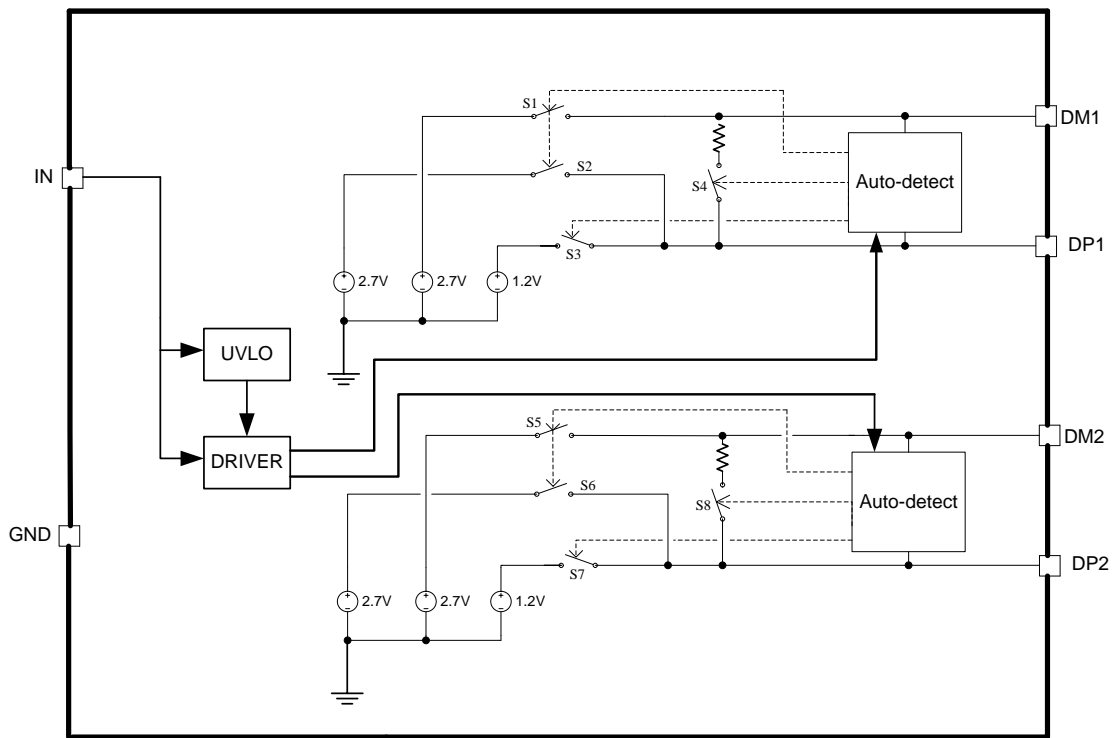 S1
DM1
IN
S2
S4
Auto-detect
S3
DP1
2.7V
2.7V
1.2V
UVLO
S5
DM2
DRIVER
S6
S8
Auto-detect
GND
S7
DP2
2.7V
2.7V
1.2V